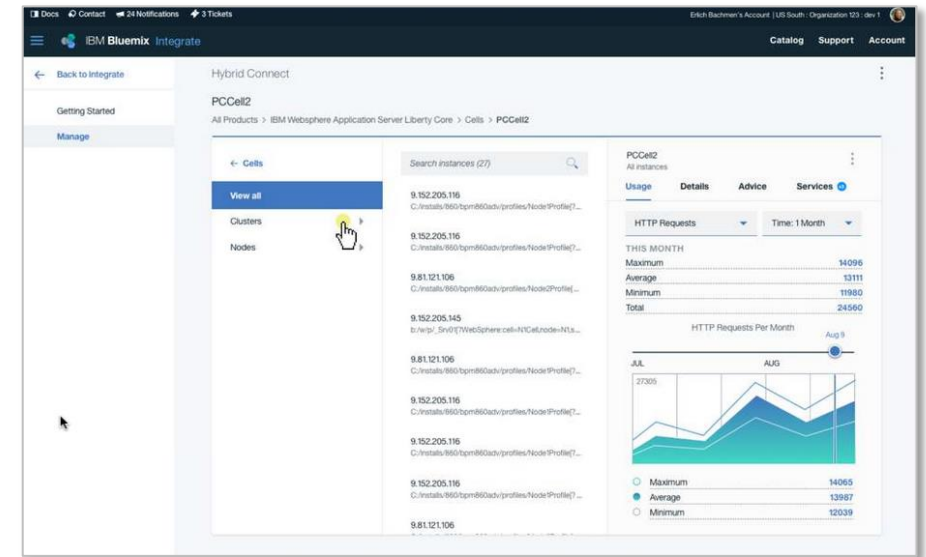 Docs Contact 24 Notifications 3 Tickets
Erlich Bachmen's Account | US South : Organization 123 : dev 1
IBM Bluemix Integrate
Catalog Support Account
Back to Integrate
Getting Started
Manage
Hybrid Connect
PCCell2
All Products > IBM Websphere Application Server Liberty Core > Cells > PCCell2
← Cells
View all
Clusters
Nodes
Search instances (27)
9.152.205.116
C:/installs/860/bpm860adv/profiles/Node1Profile[?...
9.152.205.116
C:/installs/860/bpm860adv/profiles/Node1Profile[?...
9.81.121.106
C:/installs/860/bpm860adv/profiles/Node2Profile[...
9.152.205.145
9.81.121.106
C:/installs/860/bpm860adv/profiles/Node1Profile[?...
9.152.205.116
C:/installs/860/bpm860adv/profiles/Node1Profile[?...
9.152.205.116
C:/installs/860/bpm860adv/profiles/Node1Profile[?...
9.152.205.116
C:/installs/860/bpm860adv/profiles/Node1Profile[?...
9.81.121.106
PCCell2
All instances
Usage Details Advice Services
HTTP Requests Time: 1 Month
THIS MONTH
Maximum 14096
Average 13111
Minimum 11980
Total 24560
HTTP Requests Per Month
Aug 9
JUL AUG
27305
Maximum 14065
Average 13987
Minimum 12039